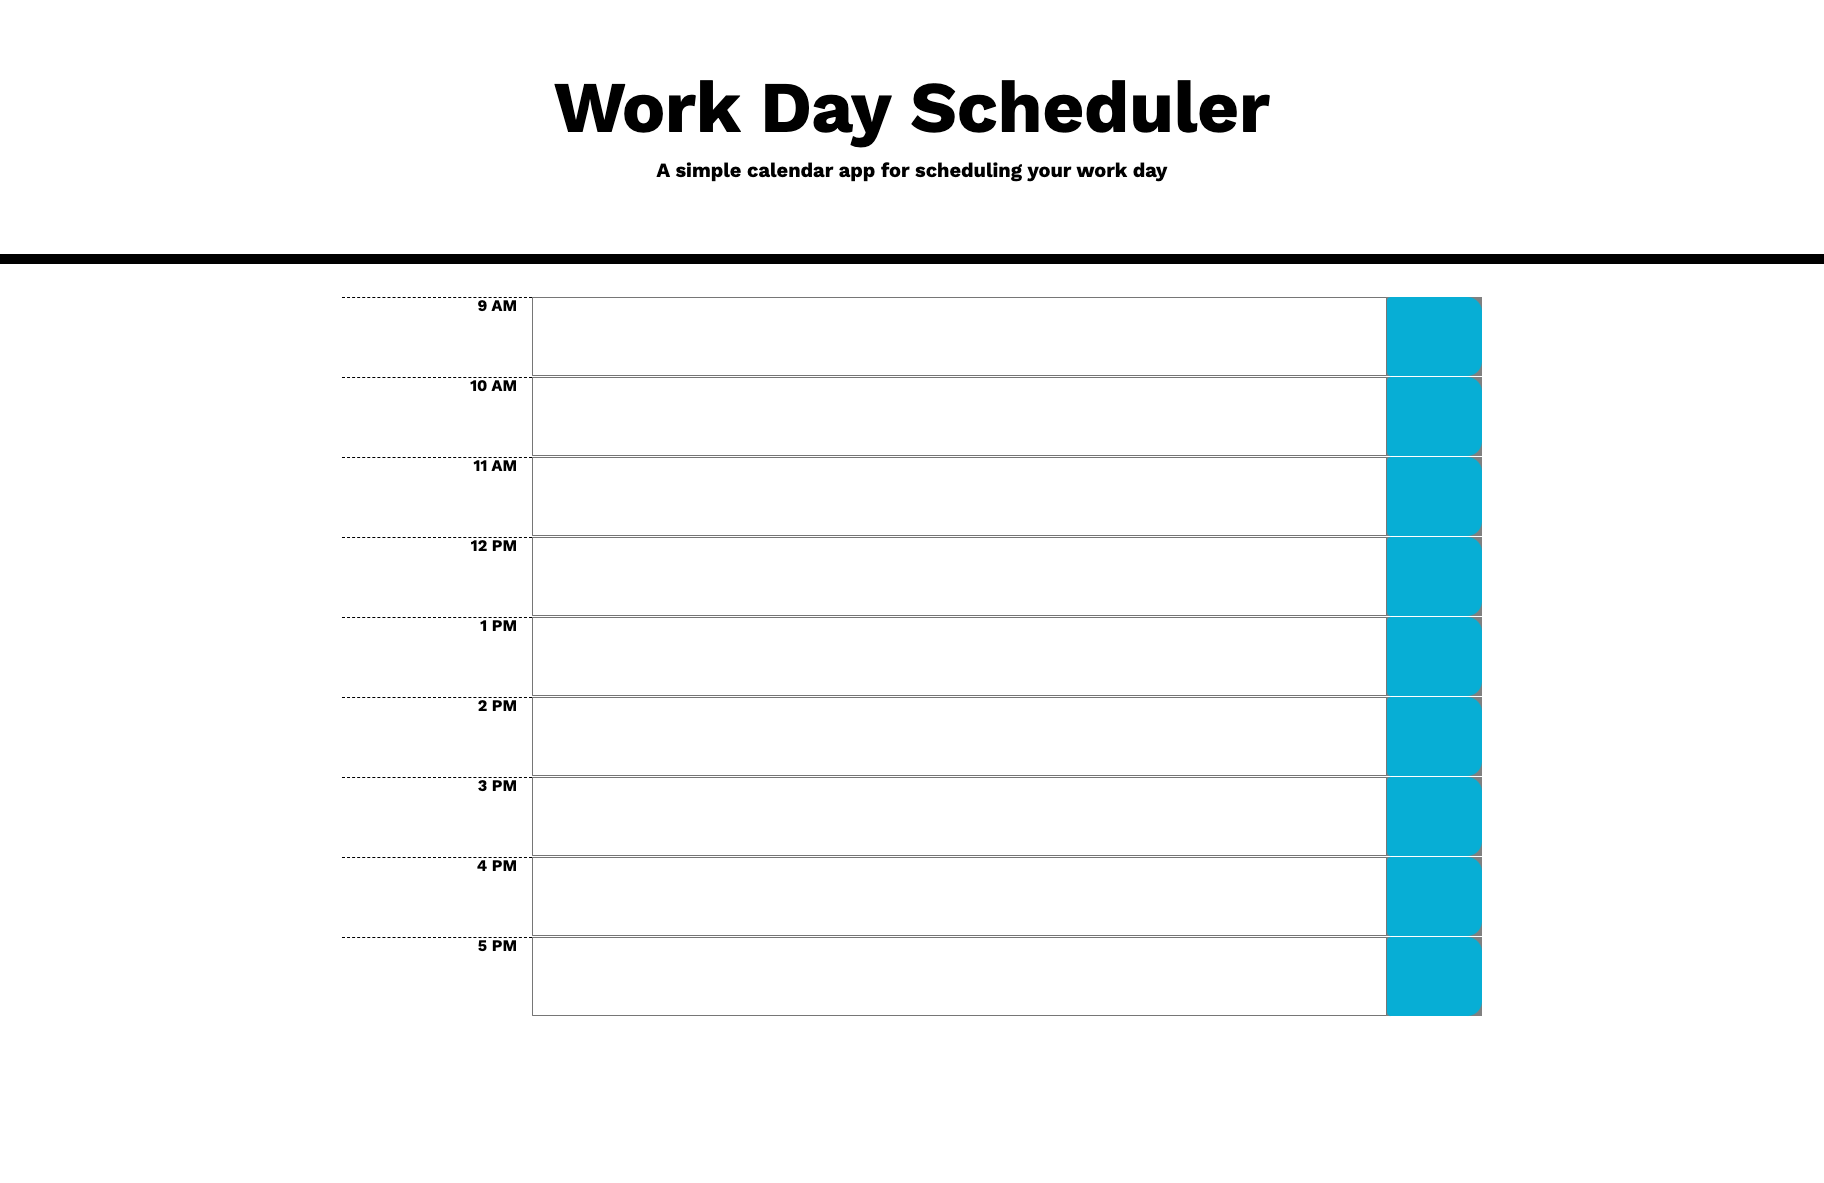 Work Day Scheduler
A simple calendar app for scheduling your work day
9 AM
10 AM
11 AM
12 PM
1 PM
2 PM
3 PM
4 PM
5 PM